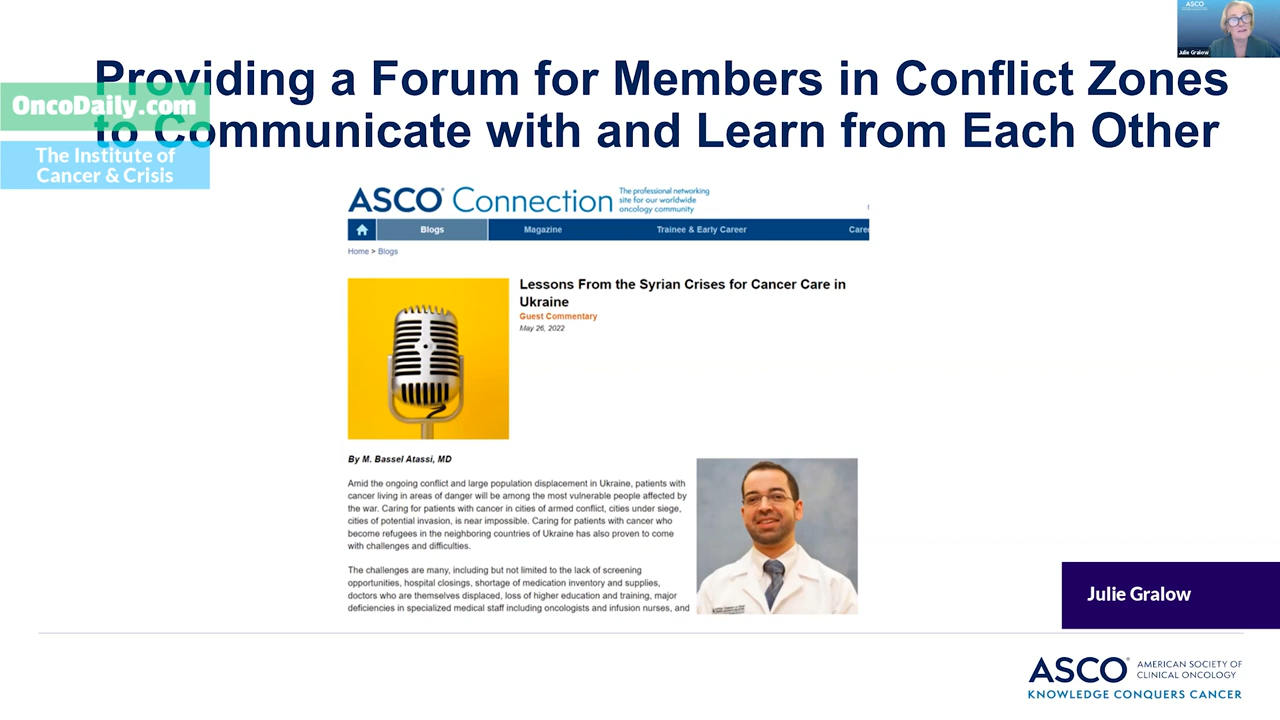 ASCO
Julie Gralow
Providing a Forum for Members in Conflict Zones
to Communicate with and Learn from Each Other
OncoDaily.com
The Institute of
Cancer & Crisis
ASCO Connection
The professional networking
site for our worldwide
oncology community
Blogs
Magazine
Trainee & Early Career
Home > Blogs
Lessons From the Syrian Crises for Cancer Care in
Ukraine
Guest Commentary
May 26, 2022
By M. Bassel Atassi, MD
Amid the ongoing conflict and large population displacement in Ukraine, patients with
cancer living in areas of danger will be among the most vulnerable people affected by
the war. Caring for patients with cancer in cities of armed conflict, cities under siege,
cities of potential invasion, is near impossible. Caring for patients with cancer who
become refugees in the neighboring countries of Ukraine has also proven to come
with challenges and difficulties.
The challenges are many, including but not limited to the lack of screening
opportunities, hospital closings, shortage of medication inventory and supplies,
doctors who are themselves displaced, loss of higher education and training, major
deficiencies in specialized medical staff including oncologists and infusion nurses, and
Julie Gralow
ASCO
AMERICAN SOCIETY OF
CLINICAL ONCOLOGY
KNOWLEDGE CONQUERS CANCER